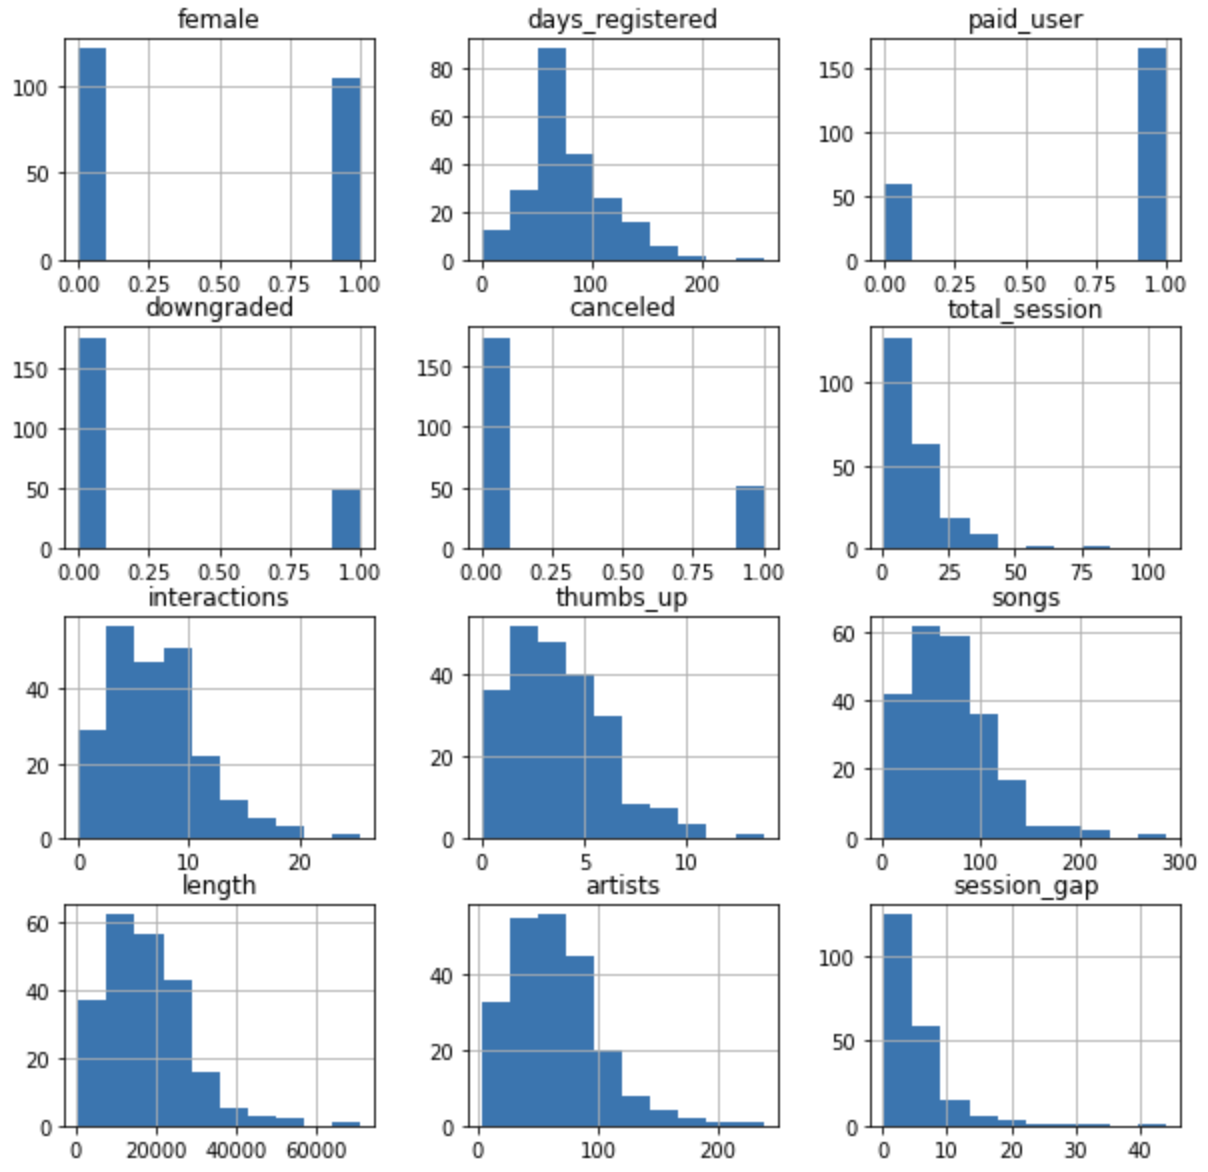 female days_registered paid_user
100
50
0
0.00 0.25 0.50 0.75 1.00
80
60
40
20
0
0 100 200
150
100
50
0
0.00 0.25 0.50 0.75 1.00
downgraded canceled total_session
150
100
50
0
0.00 0.25 0.50 0.75 1.00
150
100
50
0
0.00 0.25 0.50 0.75 1.00
100
50
0
0 25 50 75 100
interactions thumbs_up songs
40
20
0
0 10 20
40
20
0
0 5 10
60
40
20
0
0 100 200 300
length artists session_gap
60
40
20
0
0 20000 40000 60000
40
20
0
0 100 200
100
50
0
0 10 20 30 40